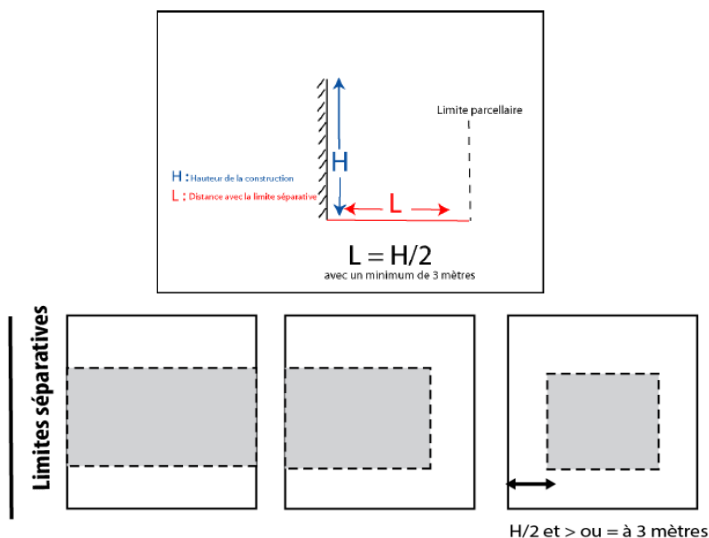 Limite parcellaire
H
H : Hauteur de la construction
L : Distance avec la limite séparative
L
L = H/2
avec un minimum de 3 mètres
Limites séparatives
H/2 et > ou = à 3 mètres